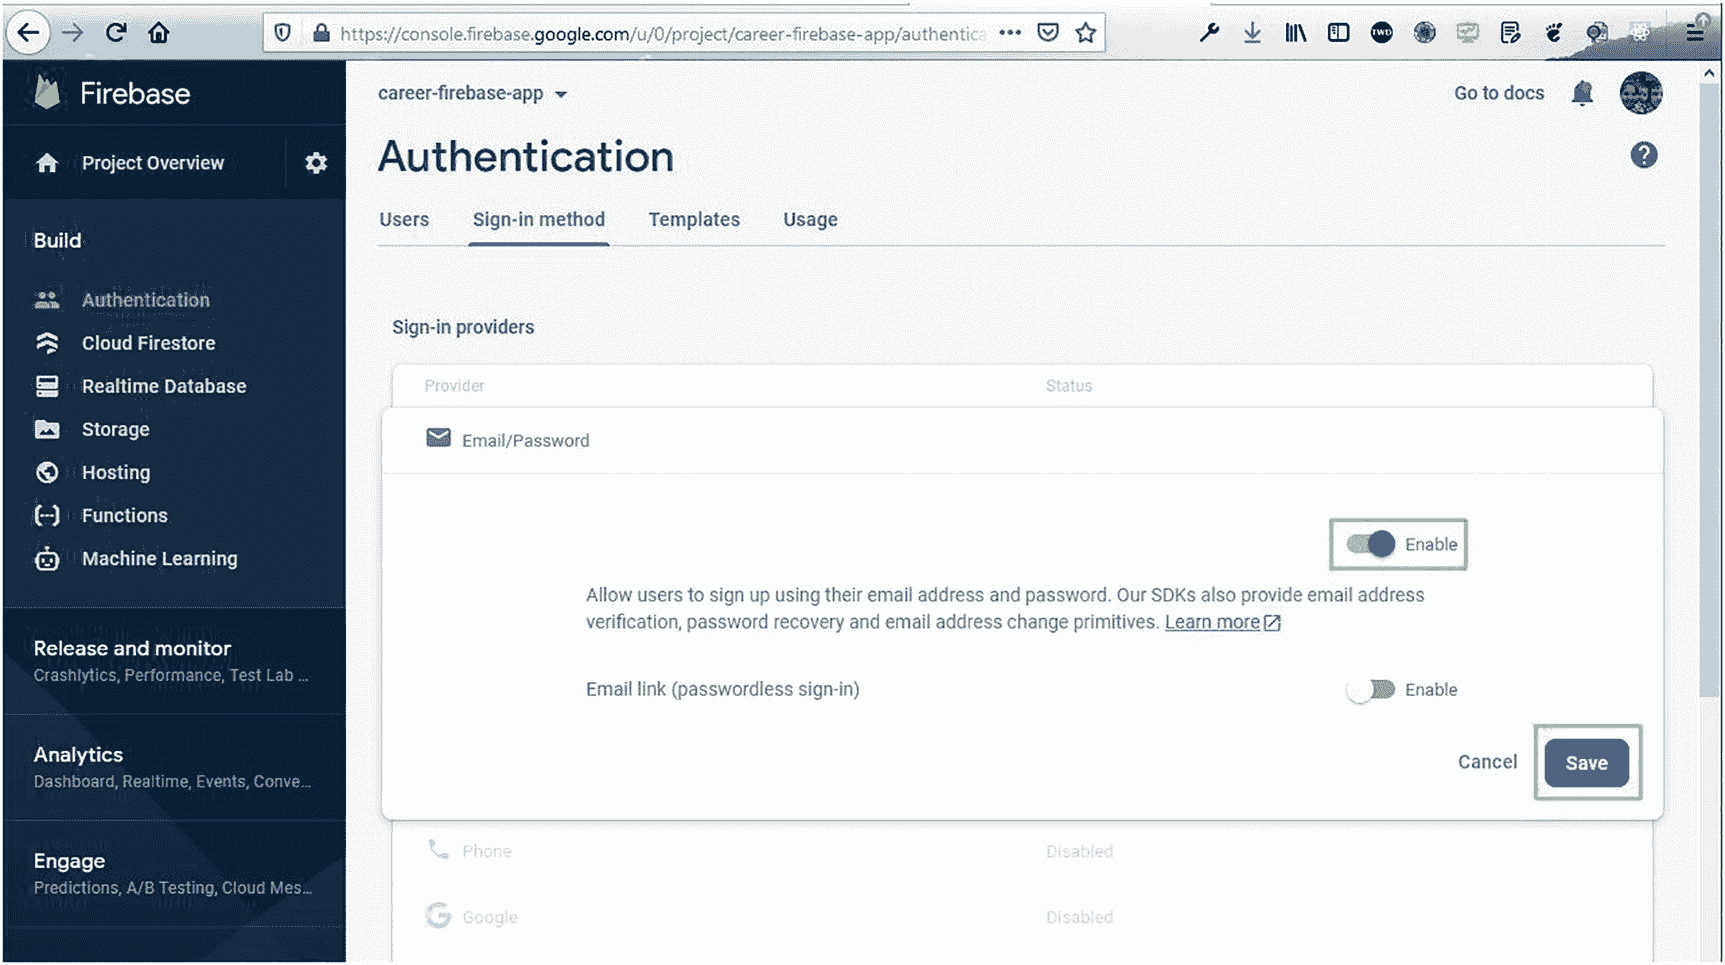 https://console.firebase.google.com/u/0/project/career-firebase-app/authentica
Firebase
career-firebase-app
Go to docs
Project Overview
Authentication
Users Sign-in method Templates Usage
Build
Authentication
Cloud Firestore
Realtime Database
Storage
Hosting
Functions
Machine Learning
Release and monitor
Crashlytics, Performance, Test Lab ...
Analytics
Dashboard, Realtime, Events, Conve...
Engage
Predictions, A/B Testing, Cloud Mes...
Sign-in providers
Provider Status
Email/Password
Enable
Allow users to sign up using their email address and password. Our SDKs also provide email address
verification, password recovery and email address change primitives. Learn more
Email link (passwordless sign-in) Enable
Cancel Save
Phone Disabled
Google Disabled